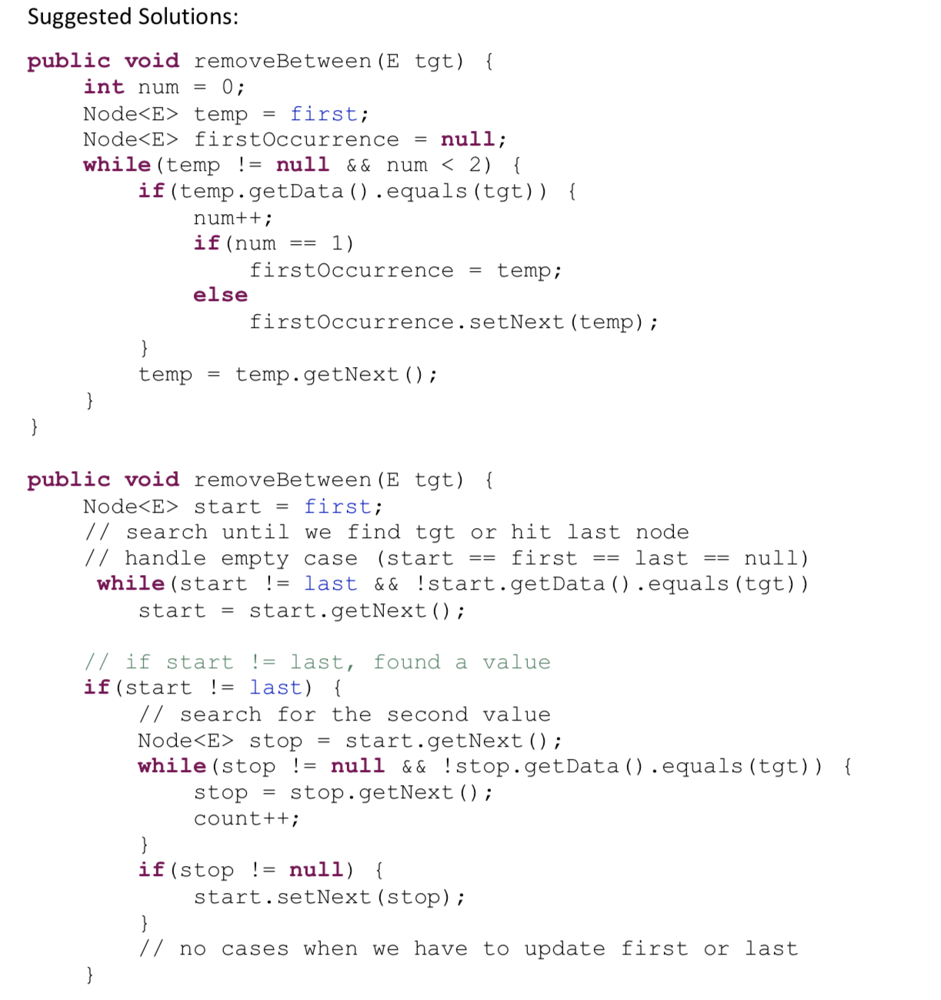 Suggested Solutions:
public void removeBetween(E tgt) {
int num = 0;
Node<E> temp = first;
Node<E> firstOccurrence = null;
while(temp != null && num < 2) {
if(temp.getData().equals(tgt)) {
num++;
if(num == 1)
firstOccurrence = temp;
else
firstOccurrence.setNext(temp);
}
temp = temp.getNext();
}
}
public void removeBetween(E tgt) {
Node<E> start = first;
// search until we find tgt or hit last node
// handle empty case (start == first == last == null)
while(start != last && !start.getData().equals(tgt))
start = start.getNext();
// if start != last, found a value
if(start != last) {
// search for the second value
Node<E> stop = start.getNext();
while(stop != null && !stop.getData().equals(tgt)) {
stop = stop.getNext();
count++;
}
if(stop != null) {
start.setNext(stop);
}
// no cases when we have to update first or last
}